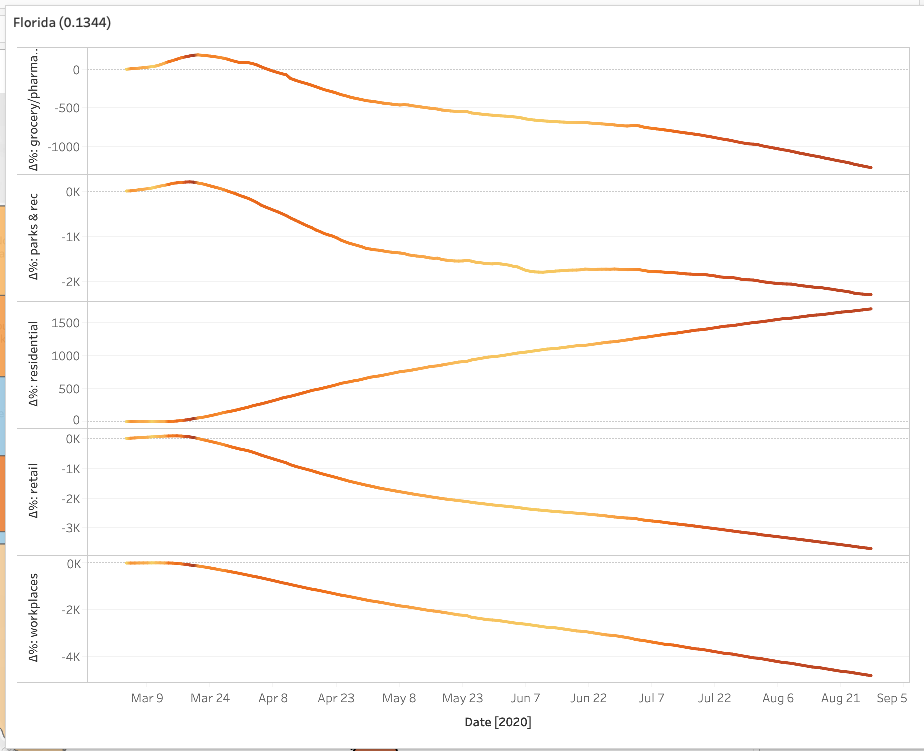 Florida (0.1344)
Δ%: grocery/pharma..
0
-500
-1000
Δ%: parks & rec
0K
-1K
-2K
Δ%: residential
1500
1000
500
0
Δ%: retail
0K
-1K
-2K
-3K
Δ%: workplaces
0K
-2K
-4K
Mar 9 Mar 24 Apr 8 Apr 23 May 8 May 23 Jun 7 Jun 22 Jul 7 Jul 22 Aug 6 Aug 21 Sep 5
Date [2020]